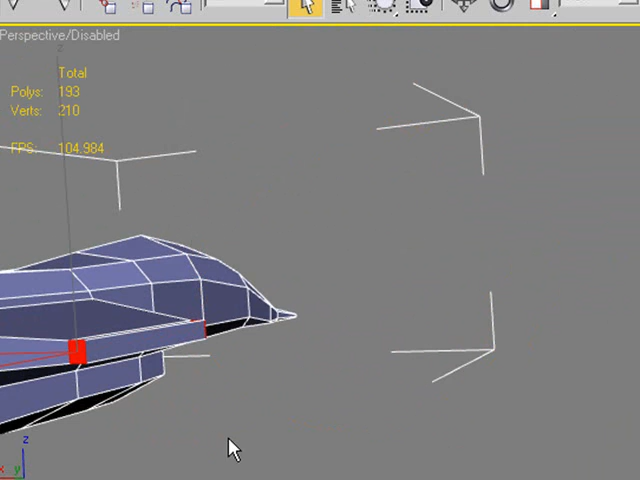 Perspective/Disabled
z
Total
Polys: 193
Verts: 210
FPS: 104.984
z
x y